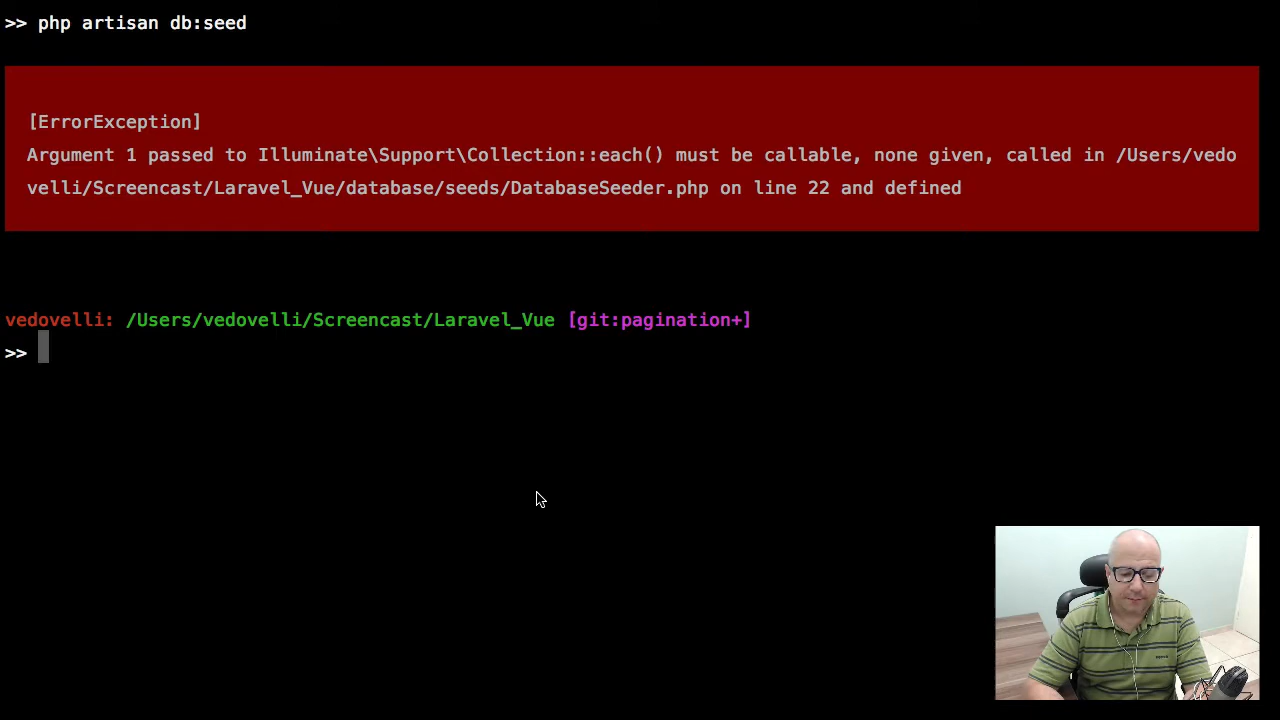 >> php artisan db:seed
[ErrorException]
Argument 1 passed to Illuminate\Support\Collection::each() must be callable, none given, called in /Users/vedo
velli/Screencast/Laravel_Vue/database/seeds/DatabaseSeeder.php on line 22 and defined
vedovelli: /Users/vedovelli/Screencast/Laravel_Vue [git:pagination+]
>>